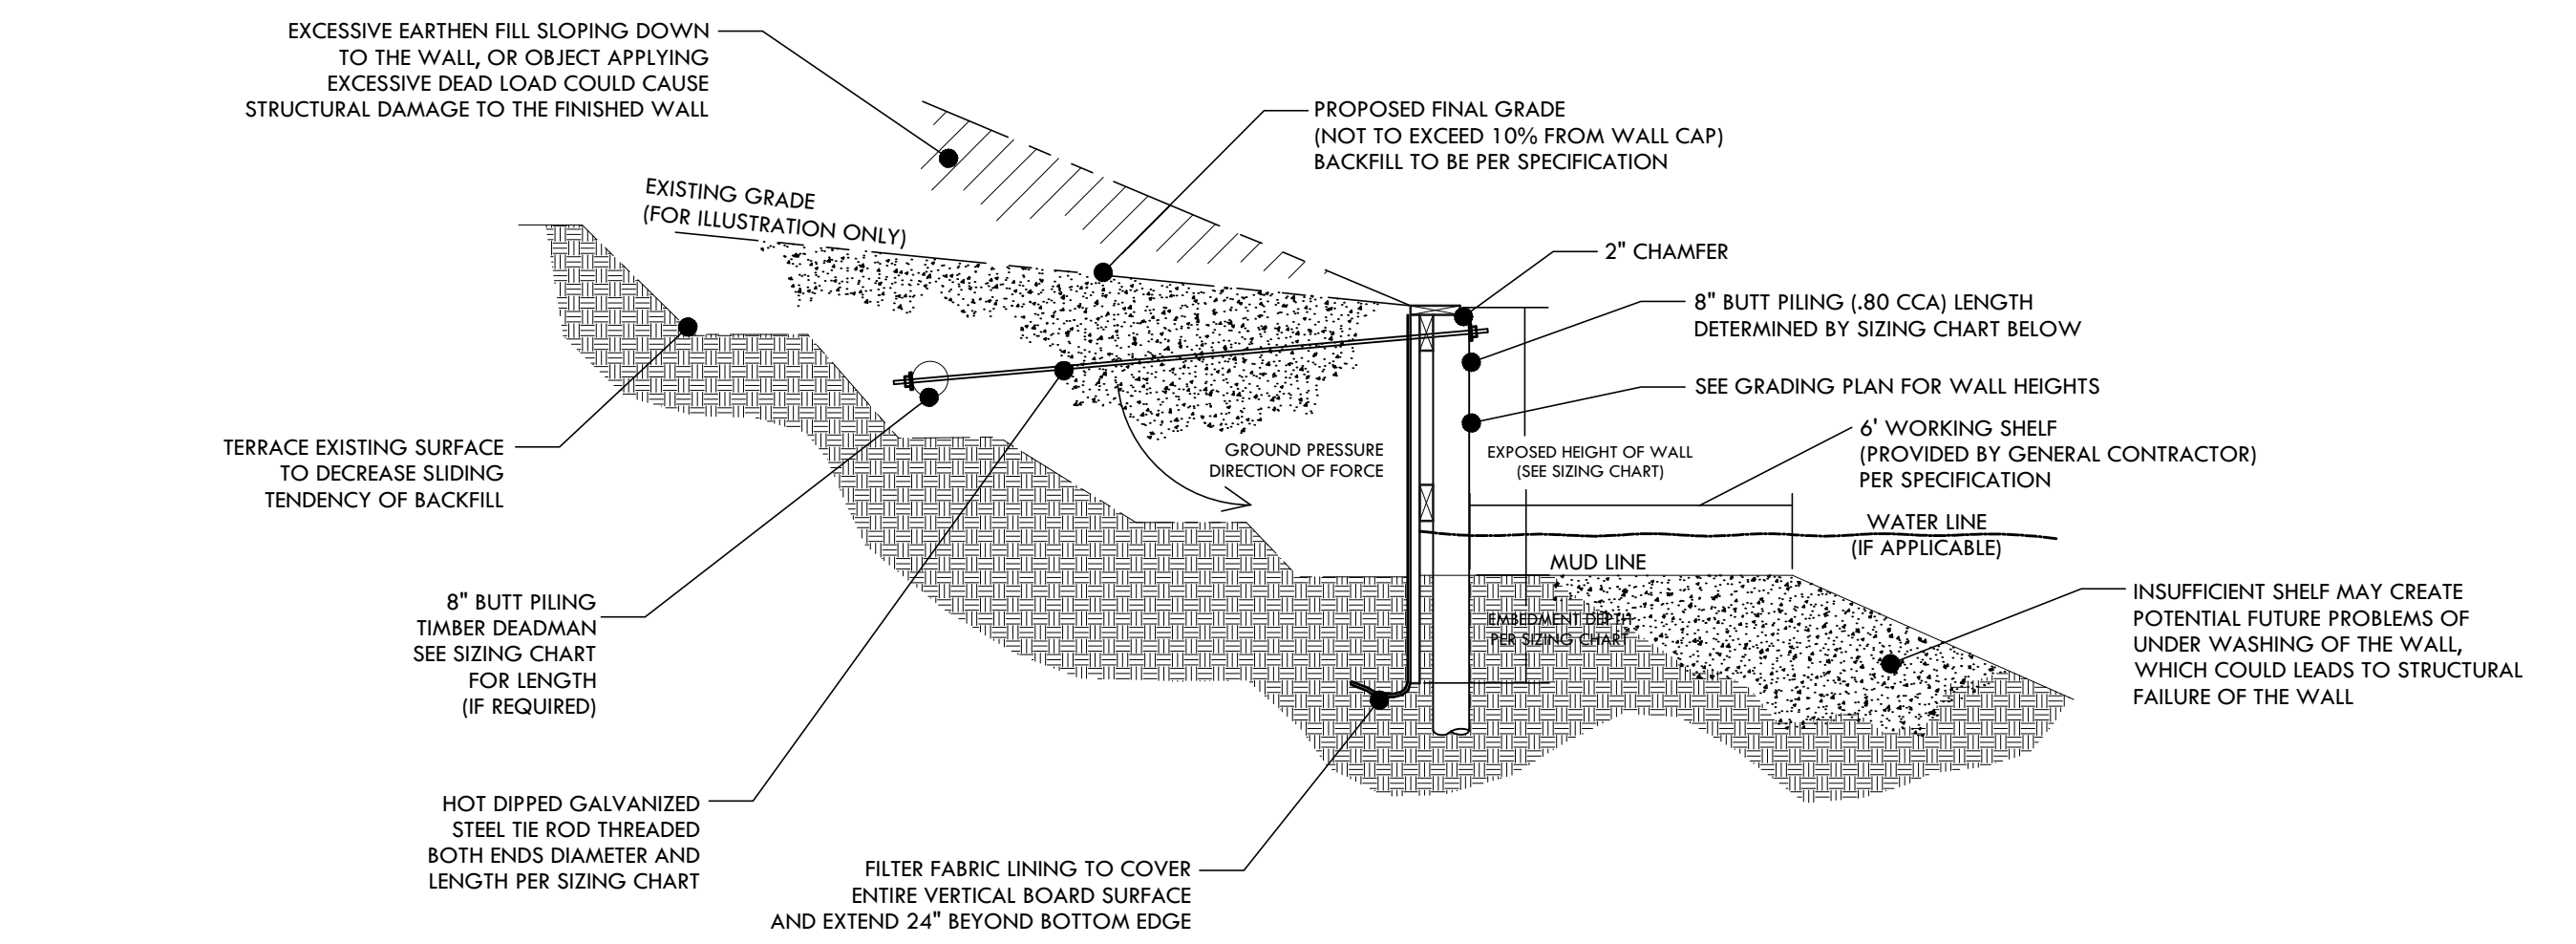 EXCESSIVE EARTHEN FILL SLOPING DOWN
TO THE WALL, OR OBJECT APPLYING
EXCESSIVE DEAD LOAD COULD CAUSE
STRUCTURAL DAMAGE TO THE FINISHED WALL
PROPOSED FINAL GRADE
(NOT TO EXCEED 10% FROM WALL CAP)
BACKFILL TO BE PER SPECIFICATION
EXISTING GRADE
(FOR ILLUSTRATION ONLY)
2" CHAMFER
8" BUTT PILING (.80 CCA) LENGTH
DETERMINED BY SIZING CHART BELOW
SEE GRADING PLAN FOR WALL HEIGHTS
6' WORKING SHELF
(PROVIDED BY GENERAL CONTRACTOR)
PER SPECIFICATION
TERRACE EXISTING SURFACE
TO DECREASE SLIDING
TENDENCY OF BACKFILL
GROUND PRESSURE
DIRECTION OF FORCE
EXPOSED HEIGHT OF WALL
(SEE SIZING CHART)
WATER LINE
(IF APPLICABLE)
MUD LINE
EMBEDMENT DEPTH
PER SIZING CHART
INSUFFICIENT SHELF MAY CREATE
POTENTIAL FUTURE PROBLEMS OF
UNDER WASHING OF THE WALL,
WHICH COULD LEADS TO STRUCTURAL
FAILURE OF THE WALL
8" BUTT PILING
TIMBER DEADMAN
SEE SIZING CHART
FOR LENGTH
(IF REQUIRED)
HOT DIPPED GALVANIZED
STEEL TIE ROD THREADED
BOTH ENDS DIAMETER AND
LENGTH PER SIZING CHART
FILTER FABRIC LINING TO COVER
ENTIRE VERTICAL BOARD SURFACE
AND EXTEND 24" BEYOND BOTTOM EDGE